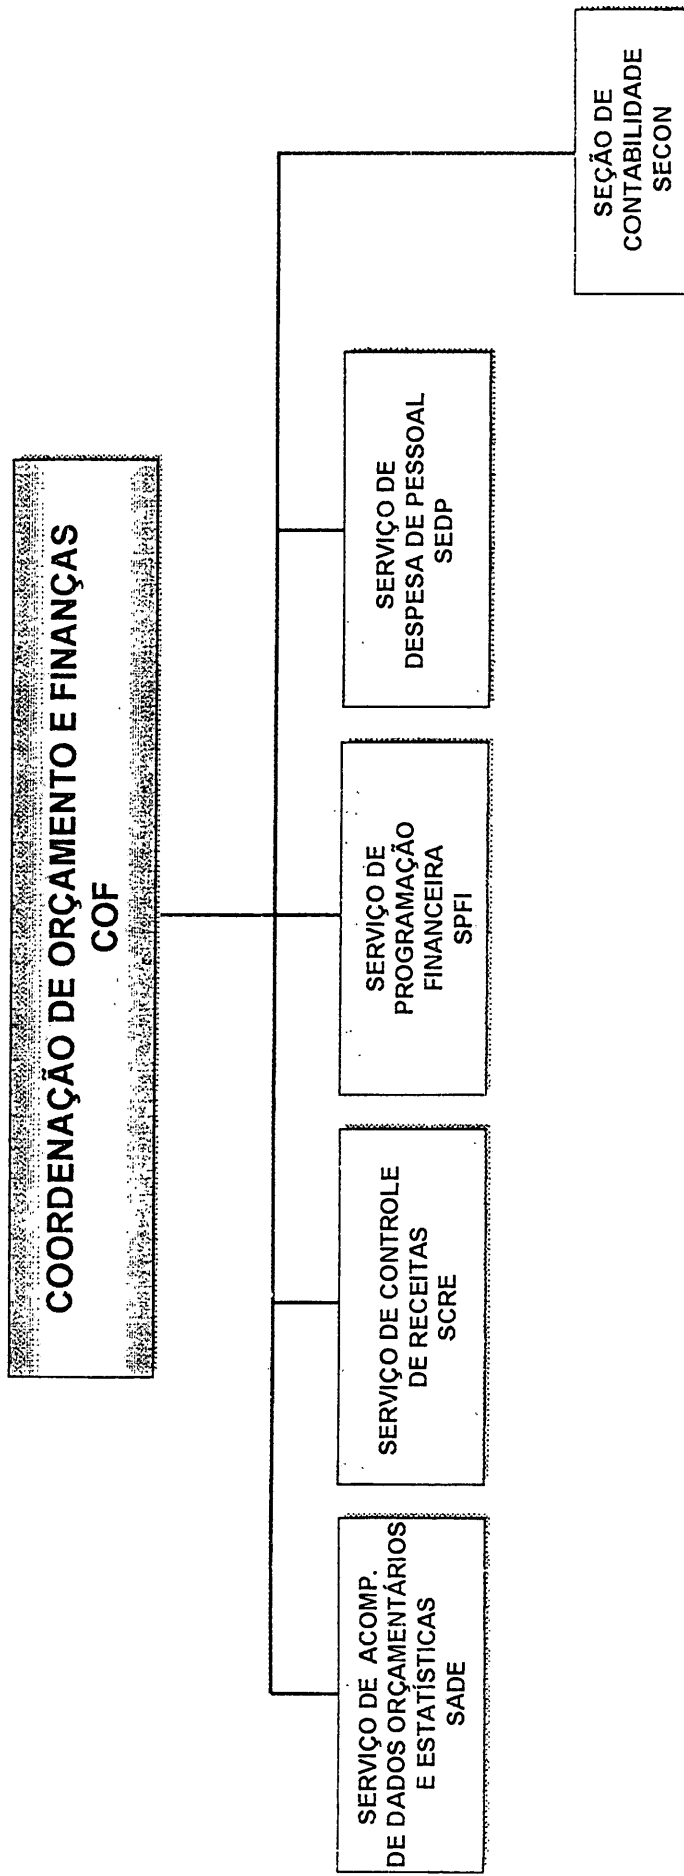 COORDENAÇÃO DE ORÇAMENTO E FINANÇAS
COF
SERVIÇO DE ACOMP.
DE DADOS ORÇAMENTÁRIOS
E ESTATÍSTICAS
SADE
SERVIÇO DE CONTROLE
DE RECEITAS
SCRE
SERVIÇO DE
PROGRAMAÇÃO
FINANCEIRA
SPFI
SERVIÇO DE
DESPESA DE PESSOAL
SEDP
SEÇÃO DE
CONTABILIDADE
SECON